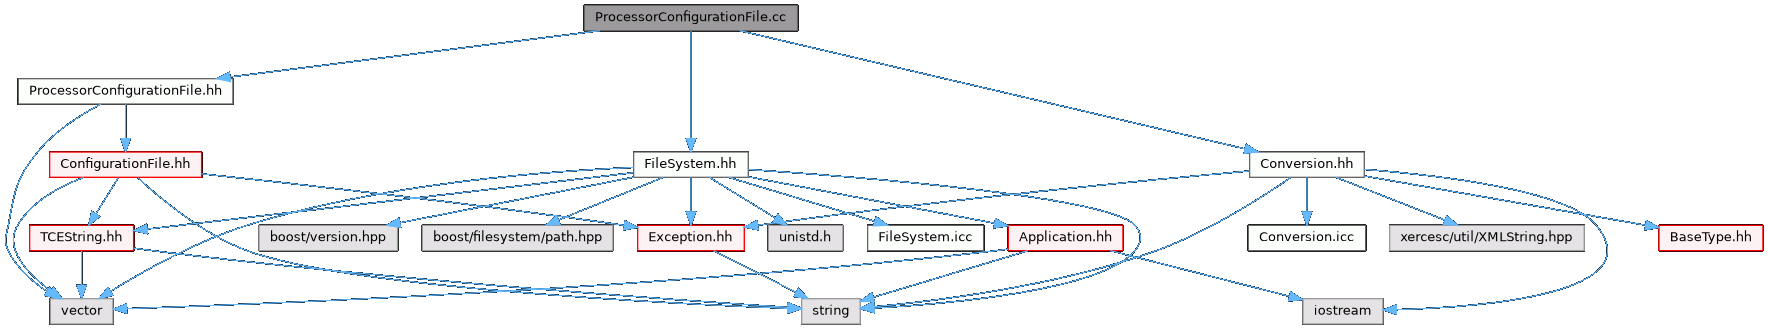 ProcessorConfigurationFile.cc
ProcessorConfigurationFile.hh
ConfigurationFile.hh
FileSystem.hh
Conversion.hh
TCEString.hh
boost/version.hpp
boost/filesystem/path.hpp
Exception.hh
unistd.h
FileSystem.icc
Application.hh
Conversion.icc
xercesc/util/XMLString.hpp
BaseType.hh
vector
string
iostream